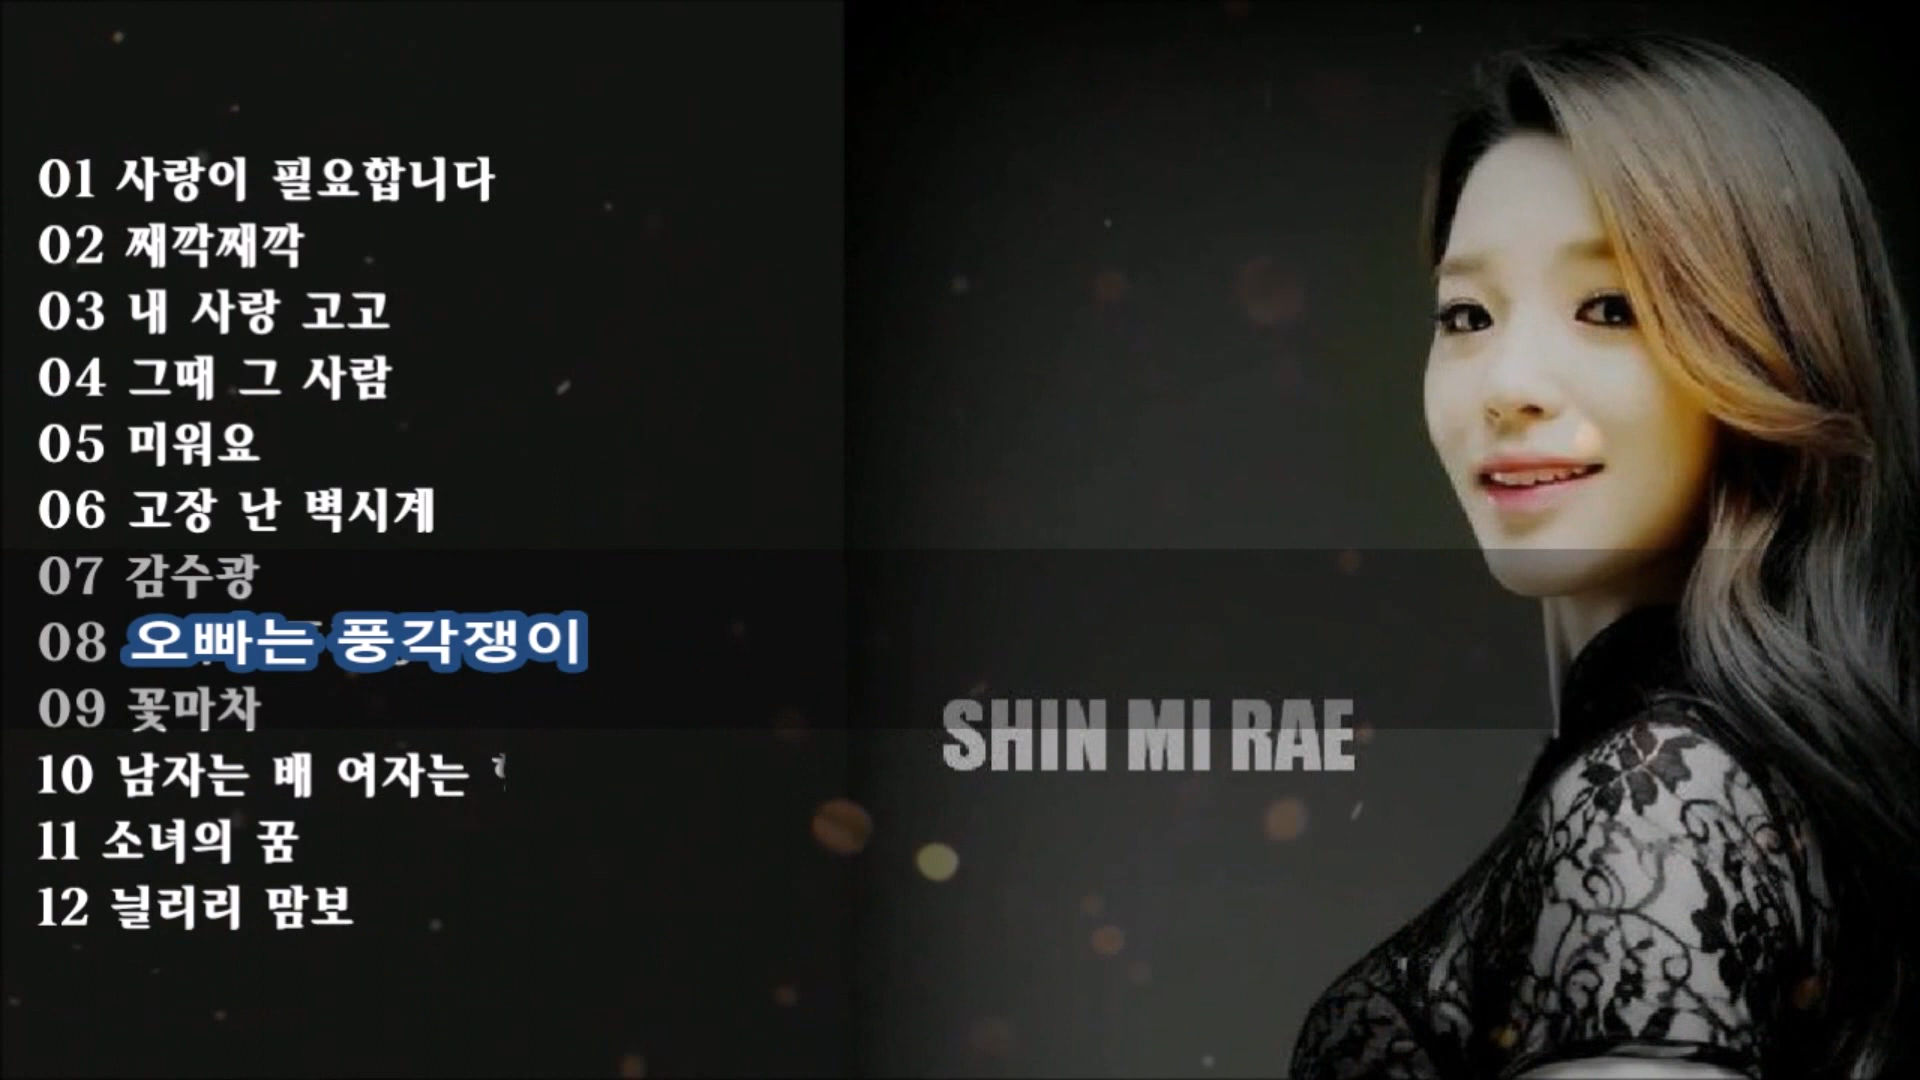 01 사랑이 필요합니다
02 째깍째깍
03 내 사랑 고고
04 그때 그 사람
05 미워요
06 고장 난 벽시계
07 감수광
08 오빠는 풍각쟁이
09 꽃마차
10 남자는 배 여자는
11 소녀의 꿈
12 닐리리 맘보
SHIN MI RAE